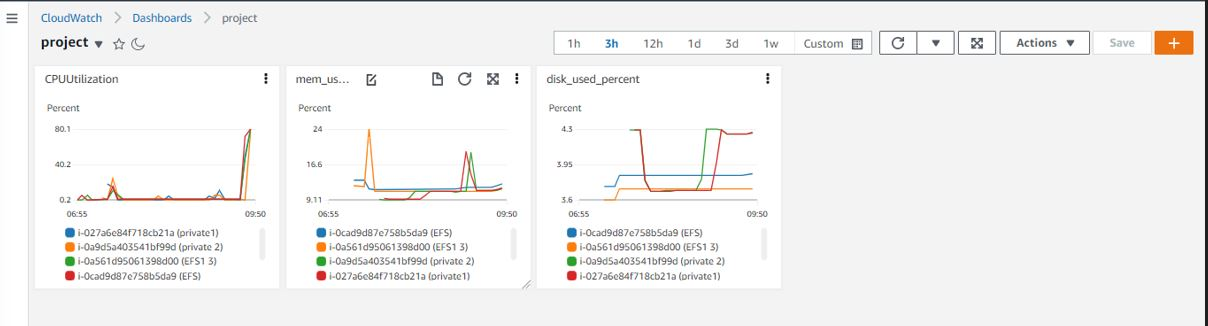 CloudWatch > Dashboards > project
project
1h 3h 12h 1d 3d 1w Custom
Actions
Save
+
CPUUtilization
Percent
80.1
40.2
0.2
06:55 09:50
i-027a6e84f718cb21a (private1)
i-0a9d5a403541bf99d (private 2)
i-0a561d95061398d00 (EFS1 3)
i-0cad9d87e758b5da9 (EFS)
mem_us...
Percent
24
16.6
9.11
06:55 09:50
i-0cad9d87e758b5da9 (EFS)
i-0a561d95061398d00 (EFS1 3)
i-0a9d5a403541bf99d (private 2)
i-027a6e84f718cb21a (private1)
disk_used_percent
Percent
4.3
3.95
3.6
06:55 09:50
i-0cad9d87e758b5da9 (EFS)
i-0a561d95061398d00 (EFS1 3)
i-0a9d5a403541bf99d (private 2)
i-027a6e84f718cb21a (private1)